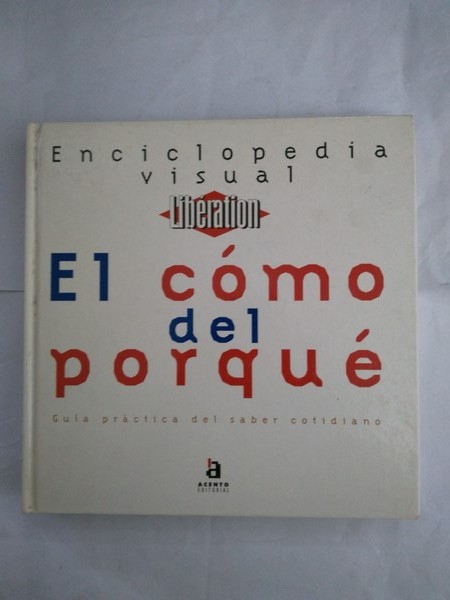 Enciclopedia
visual
Libération
El cómo
del
porqué
Guía práctica del saber cotidiano
a
ACENTO
EDITORIAL